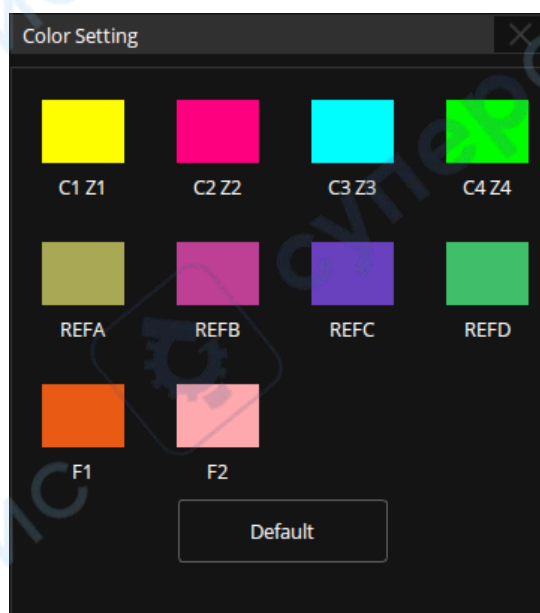 Color Setting
C1 Z1 C2 Z2 C3 Z3 C4 Z4
REFA REFB REFC REFD
F1 F2
Default